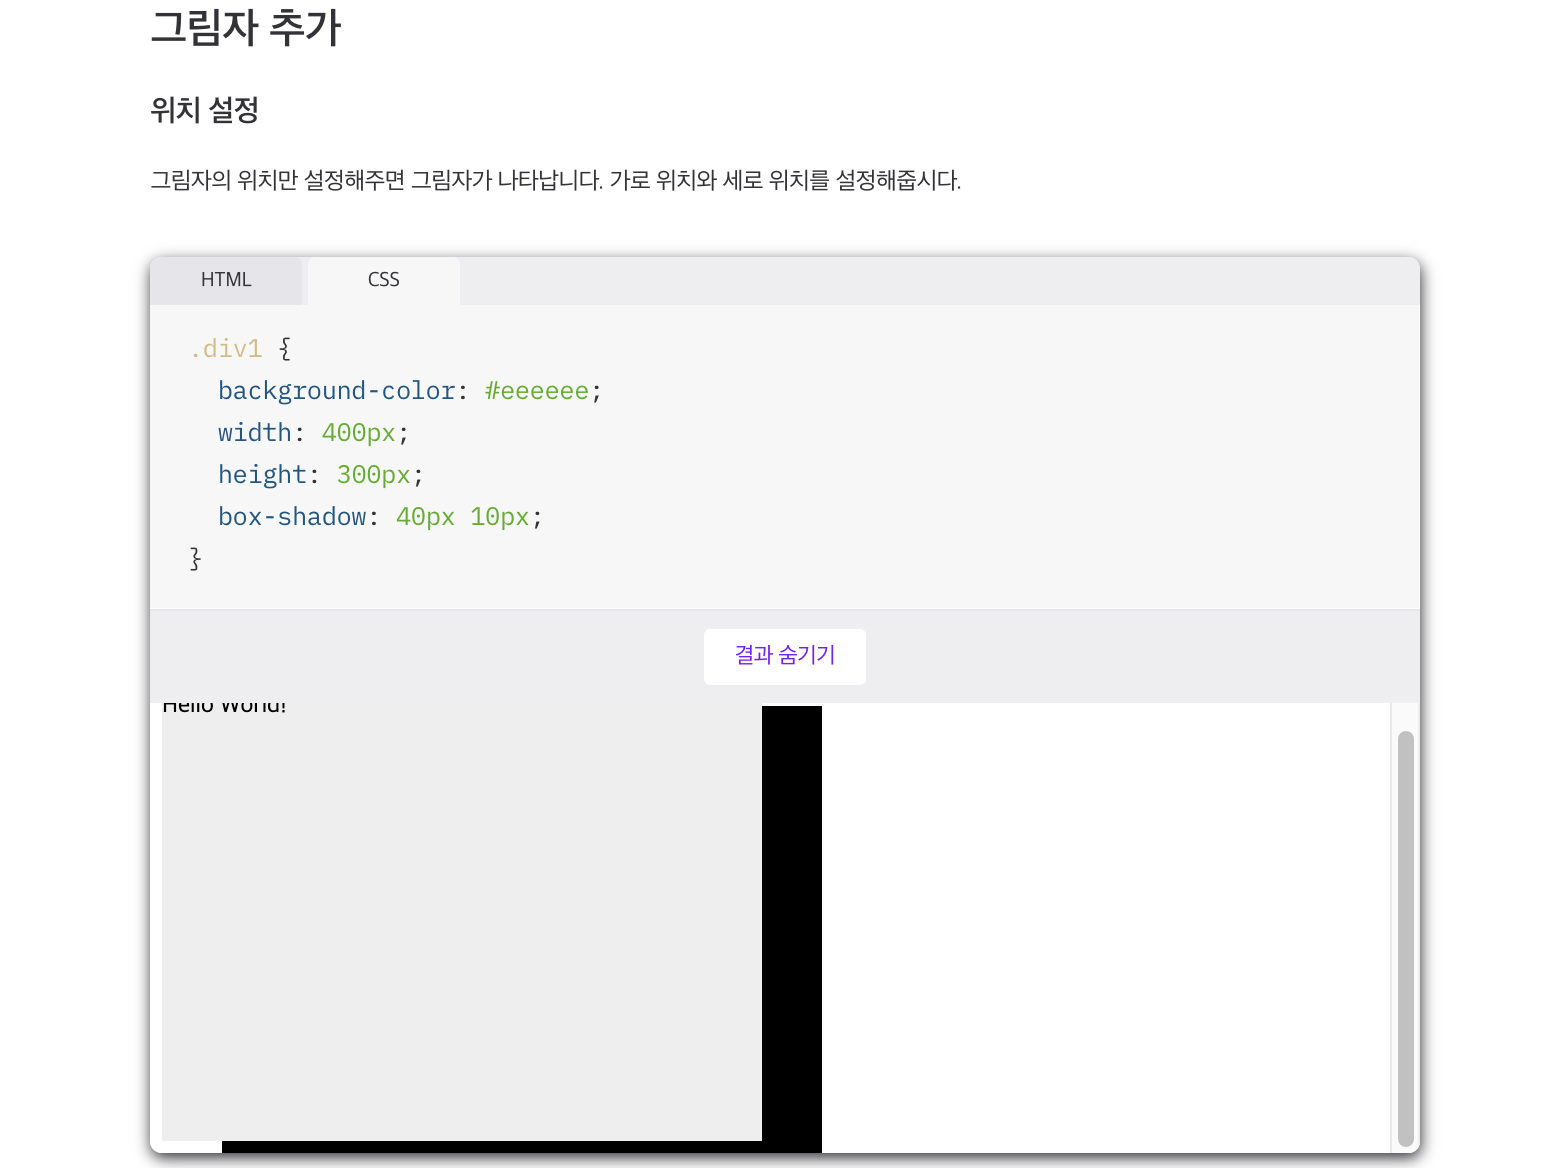 그림자 추가
위치 설정
그림자의 위치만 설정해주면 그림자가 나타납니다. 가로 위치와 세로 위치를 설정해줍시다.
HTML CSS
.div1 {
  background-color: #eeeeee;
  width: 400px;
  height: 300px;
  box-shadow: 40px 10px;
}
결과 숨기기
Hello World!